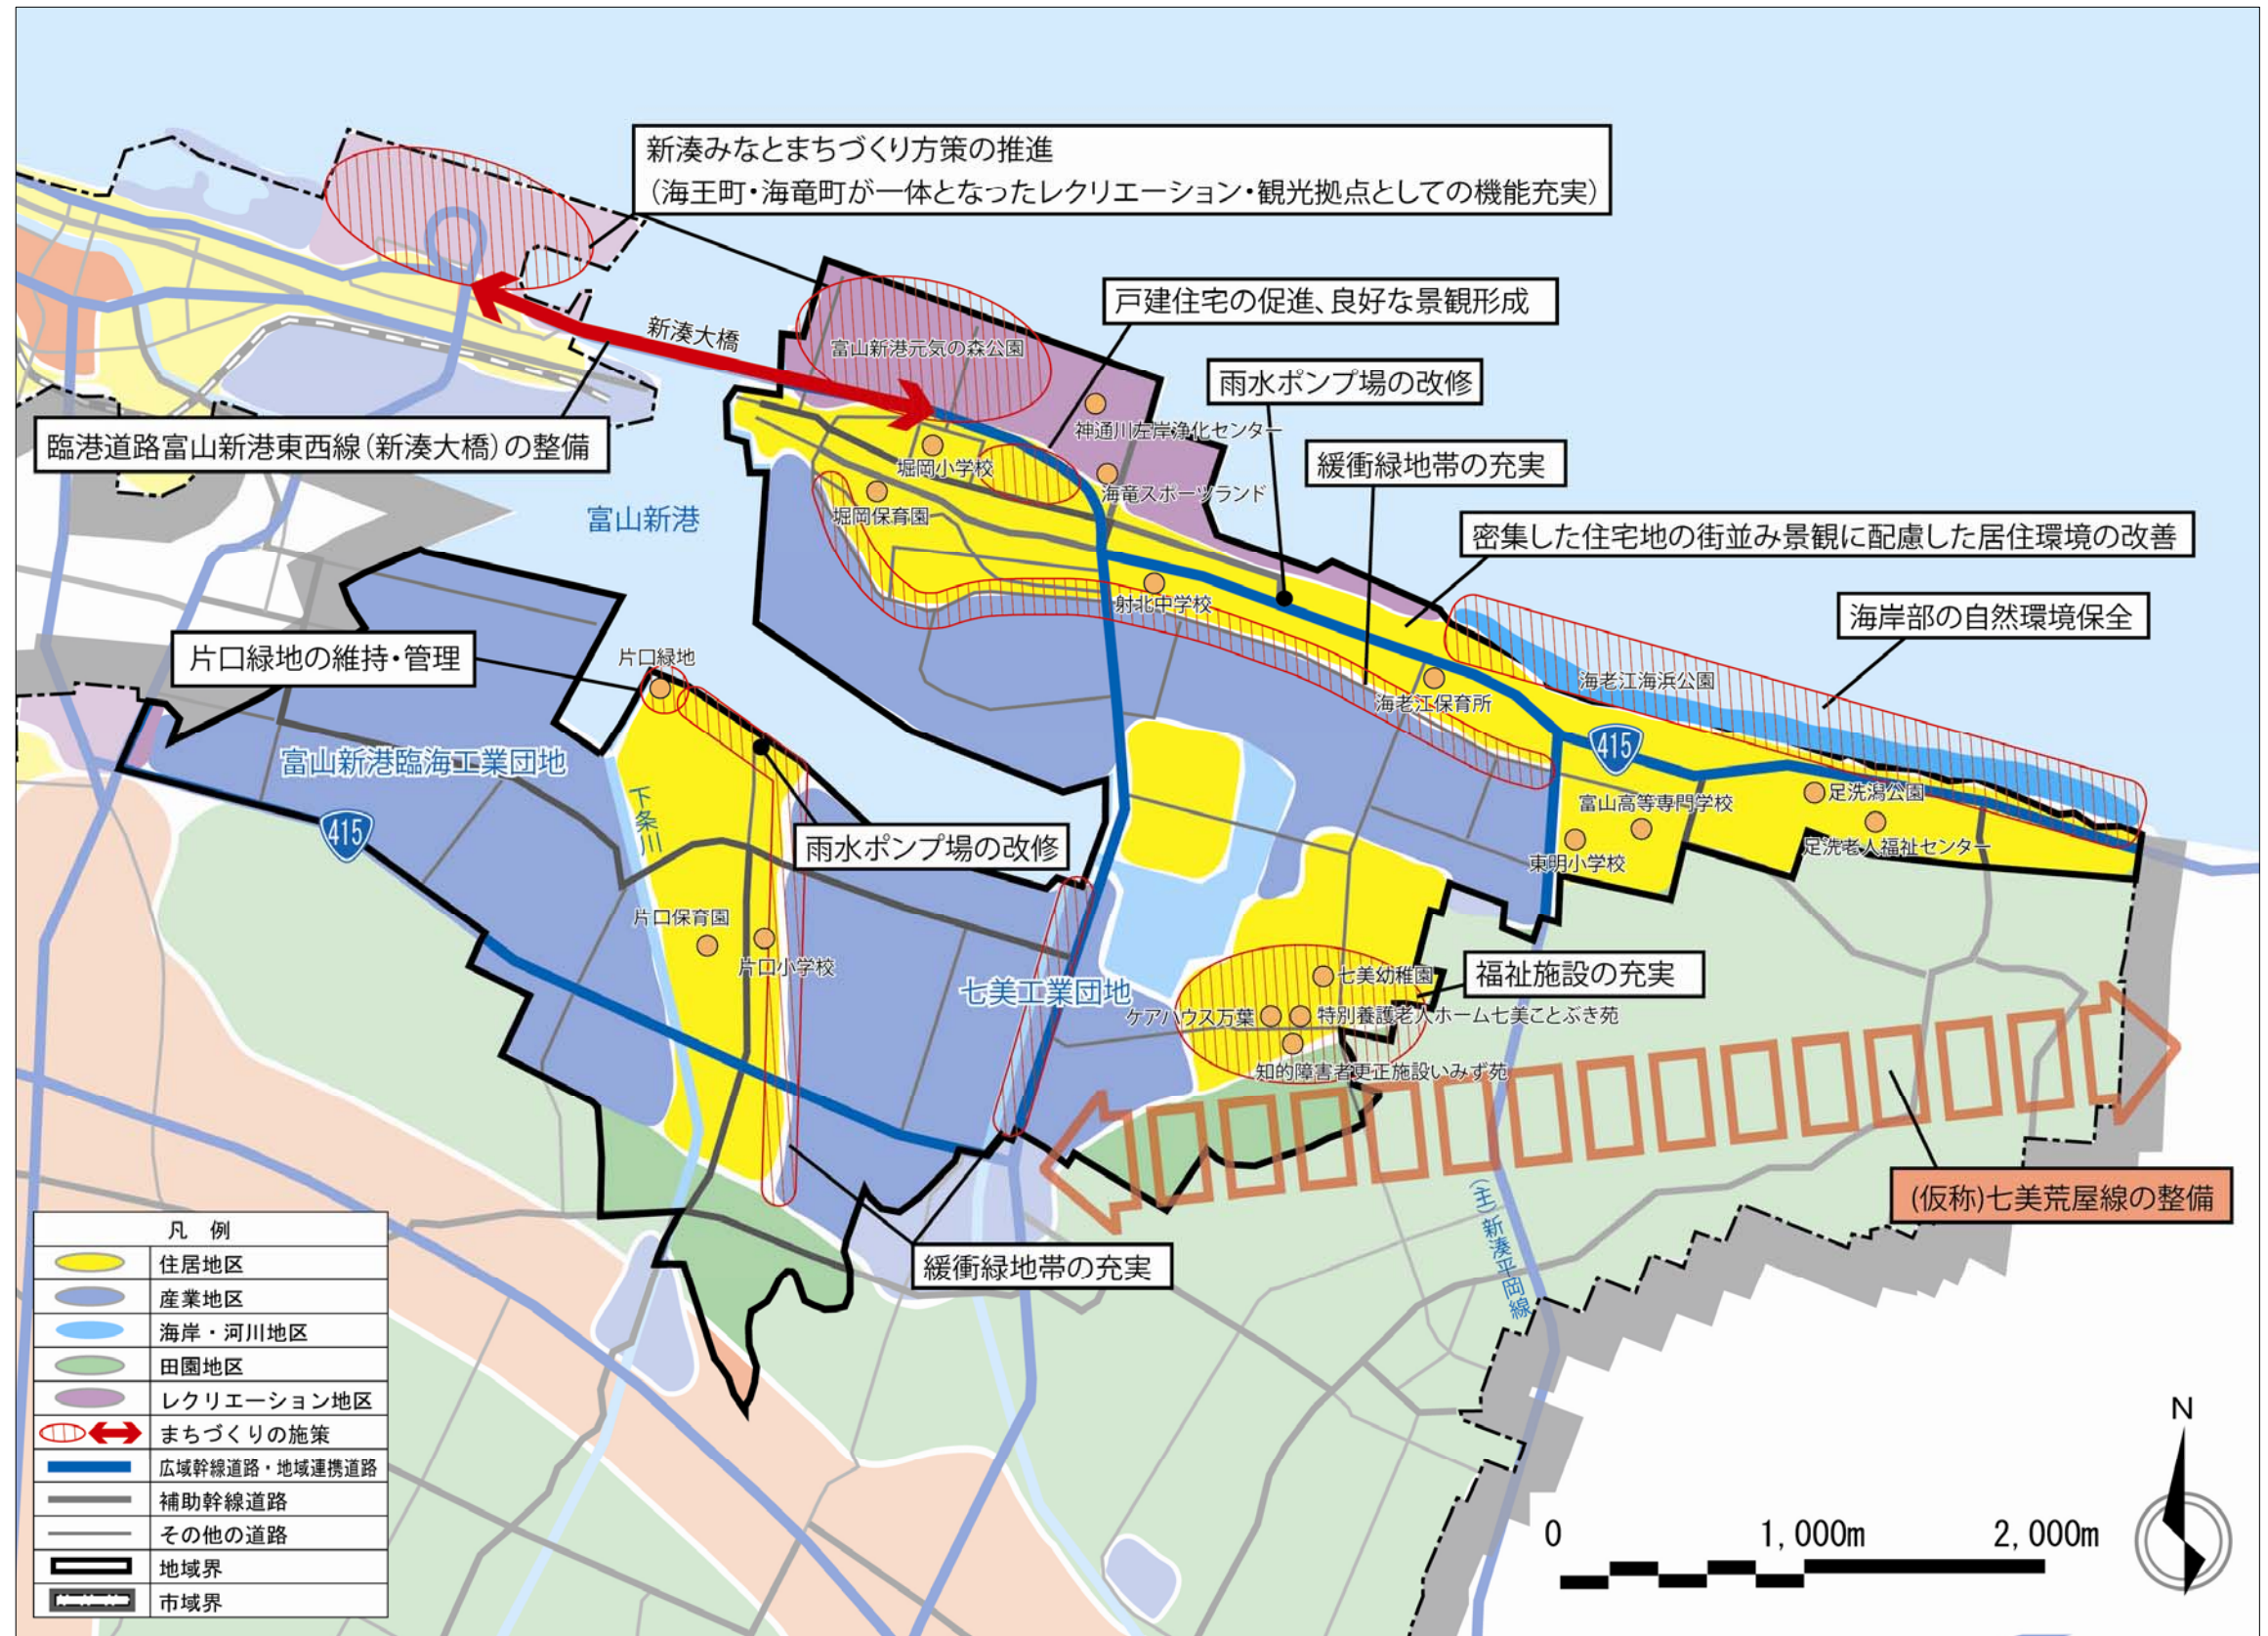 新湊みなとまちづくり方策の推進
(海王町・海竜町が一体となったレクリエーション・観光拠点としての機能充実)
戸建住宅の促進、良好な景観形成
新湊大橋
富山新港元気の森公園
雨水ポンプ場の改修
神通川左岸浄化センター
臨港道路富山新港東西線(新湊大橋)の整備
堀岡小学校
緩衝緑地帯の充実
海竜スポーツランド
堀岡保育園
富山新港
密集した住宅地の街並み景観に配慮した居住環境の改善
射北中学校
海岸部の自然環境保全
片口緑地の維持・管理
片口緑地
海老江海浜公園
海老江保育所
415
富山新港臨海工業団地
415
下条川
富山高等専門学校
足洗潟公園
雨水ポンプ場の改修
東明小学校
足洗老人福祉センター
片口保育園
片口小学校
七美工業団地
七美幼稚園
福祉施設の充実
ケアハウス万葉
特別養護老人ホーム七美ことぶき苑
知的障害者更正施設いみず苑
(仮称)七美荒屋線の整備
(主)新湊平岡線
緩衝緑地帯の充実
凡 例
住居地区
産業地区
海岸・河川地区
田園地区
レクリエーション地区
まちづくりの施策
広域幹線道路・地域連携道路
補助幹線道路
その他の道路
地域界
市域界
N
0 1,000m 2,000m